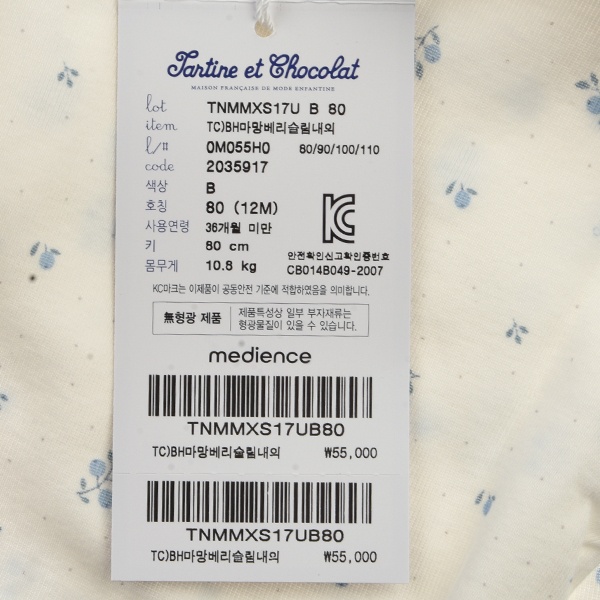 Tartine et Chocolat
MAISON FRANÇAISE DE MODE ENFANTINE
lot TNMMXS17U B 80
item TC)BH마망베리슬림내의
l/# 0M055H0 80/90/100/110
code 2035917
색상 B
호칭 80 (12M)
사용연령 36개월 미만
키 80 cm
몸무게 10.8 kg
안전확인신고확인증번호
CB014B049-2007
KC마크는 이제품이 공동안전 기준에 적합하였음을 의미합니다.
無형광 제품
제품특성상 일부 부자재류는
형광물질이 있을 수 있습니다.
medience
TNMMXS17UB80
TC)BH마망베리슬림내의 ₩55,000
TNMMXS17UB80
TC)BH마망베리슬림내의 ₩55,000